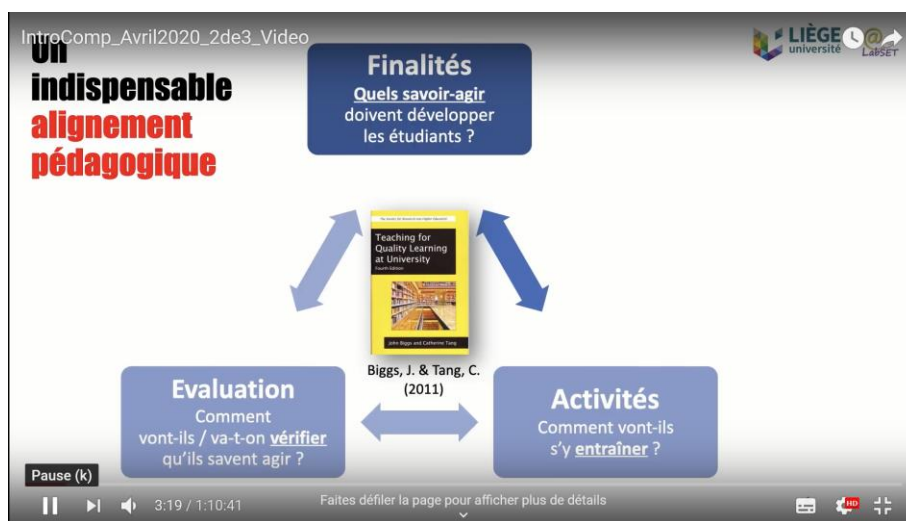 IntroComp_Avril2020_2de3_Video
Un
indispensable
alignement
pédagogique
LIÈGE
université
LabSET
Finalités
Quels savoir-agir
doivent développer
les étudiants ?
Teaching for
Quality Learning
at University
Fourth Edition
John Biggs and Catherine Tang
Biggs, J. & Tang, C.
(2011)
Evaluation
Comment
vont-ils / va-t-on vérifier
qu'ils savent agir ?
Activités
Comment vont-ils
s'y entraîner ?
Pause (k)
3:19 / 1:10:41
Faites défiler la page pour afficher plus de détails
HD